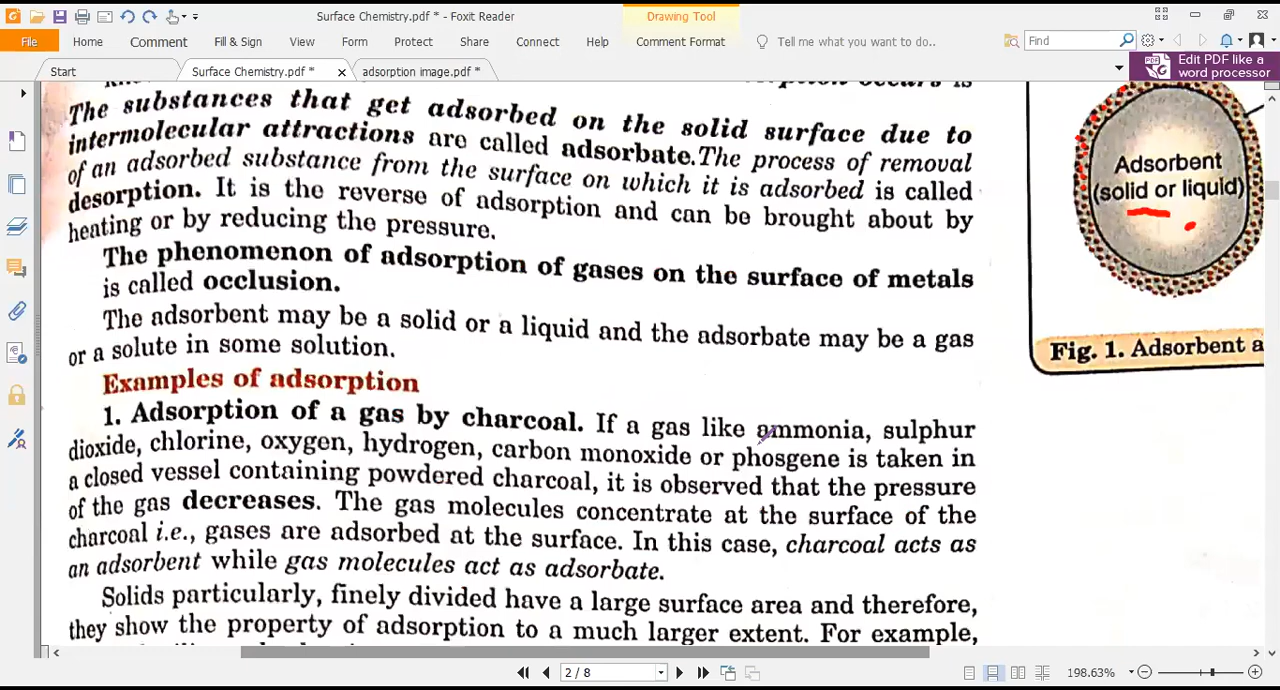 Surface Chemistry.pdf * - Foxit Reader
Drawing Tool
File Home Comment Fill & Sign View Form Protect Share Connect Help Comment Format Tell me what you want to do.. Find
Edit PDF like a
word processor
Start Surface Chemistry.pdf * adsorption image.pdf *
The substances that get adsorbed on the solid surface due to
intermolecular attractions are called adsorbate. The process of removal
of an adsorbed substance from the surface on which it is adsorbed is called
desorption. It is the reverse of adsorption and can be brought about by
heating or by reducing the pressure.
The phenomenon of adsorption of gases on the surface of metals
is called occlusion.
The adsorbent may be a solid or a liquid and the adsorbate may be a gas
or a solute in some solution.
Examples of adsorption
1. Adsorption of a gas by charcoal. If a gas like ammonia, sulphur
dioxide, chlorine, oxygen, hydrogen, carbon monoxide or phosgene is taken in
a closed vessel containing powdered charcoal, it is observed that the pressure
of the gas decreases. The gas molecules concentrate at the surface of the
charcoal i.e., gases are adsorbed at the surface. In this case, charcoal acts as
an adsorbent while gas molecules act as adsorbate.
Solids particularly, finely divided have a large surface area and therefore,
they show the property of adsorption to a much larger extent. For example,
Adsorbent
(solid or liquid)
Fig. 1. Adsorbent a
2 / 8
198.63%